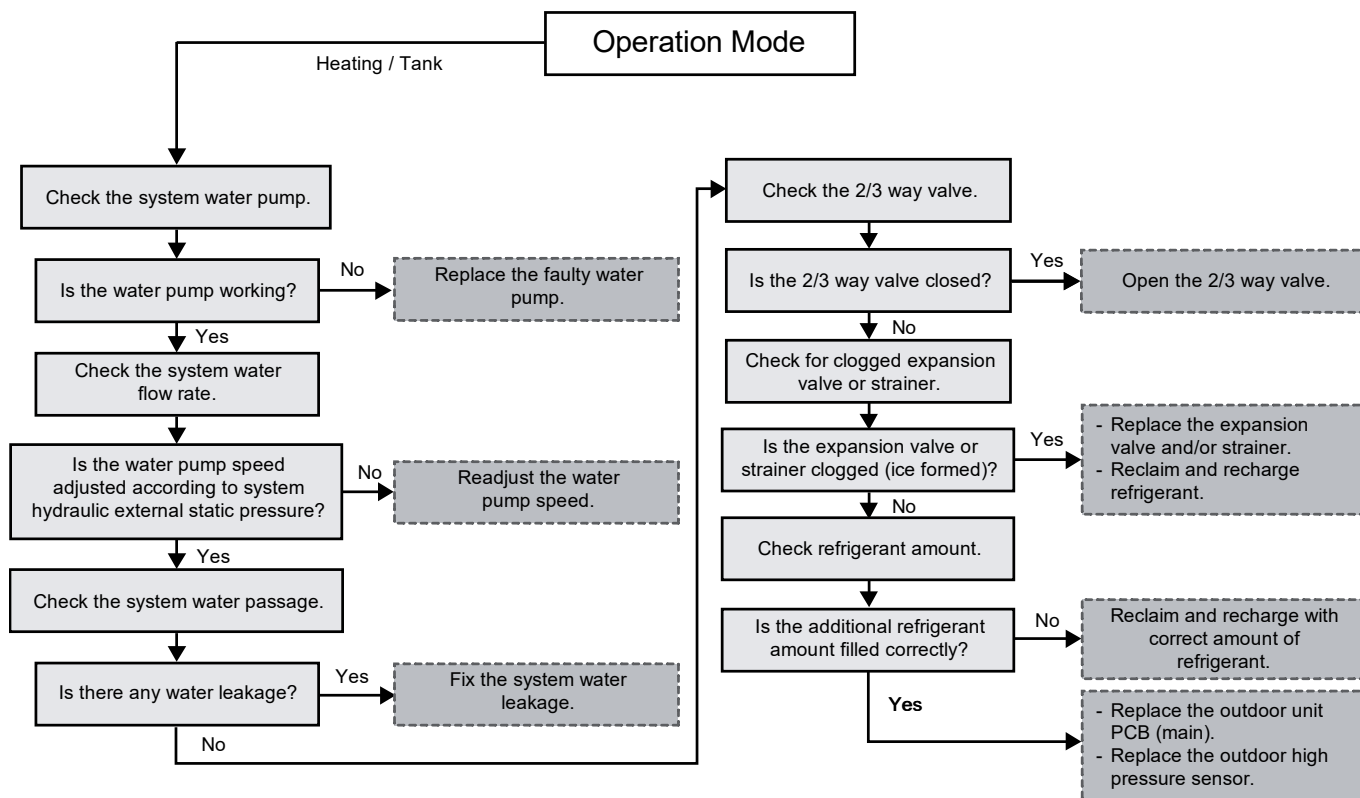 Operation Mode
Heating / Tank
Check the system water pump.
Is the water pump working?
No
Replace the faulty water
pump.
Yes
Check the system water
flow rate.
Is the water pump speed
adjusted according to system
hydraulic external static pressure?
No
Readjust the water
pump speed.
Yes
Check the system water passage.
Is there any water leakage?
Yes
Fix the system water
leakage.
No
Check the 2/3 way valve.
Is the 2/3 way valve closed?
Yes
Open the 2/3 way valve.
No
Check for clogged expansion
valve or strainer.
Is the expansion valve or
strainer clogged (ice formed)?
Yes
- Replace the expansion
valve and/or strainer.
- Reclaim and recharge
refrigerant.
No
Check refrigerant amount.
Is the additional refrigerant
amount filled correctly?
No
Reclaim and recharge with
correct amount of
refrigerant.
Yes
- Replace the outdoor unit
PCB (main).
- Replace the outdoor high
pressure sensor.